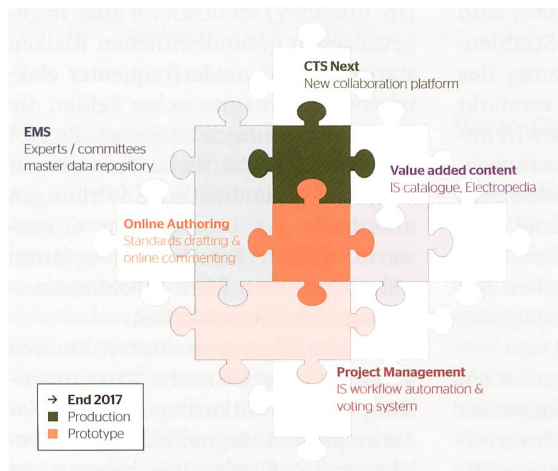 CTS Next
New collaboration platform
EMS
Experts / committees
master data repository
Value added content
IS catalogue, Electropedia
Online Authoring
Standards drafting &
online commenting
Project Management
IS workflow automation &
voting system
→ End 2017
Production
Prototype